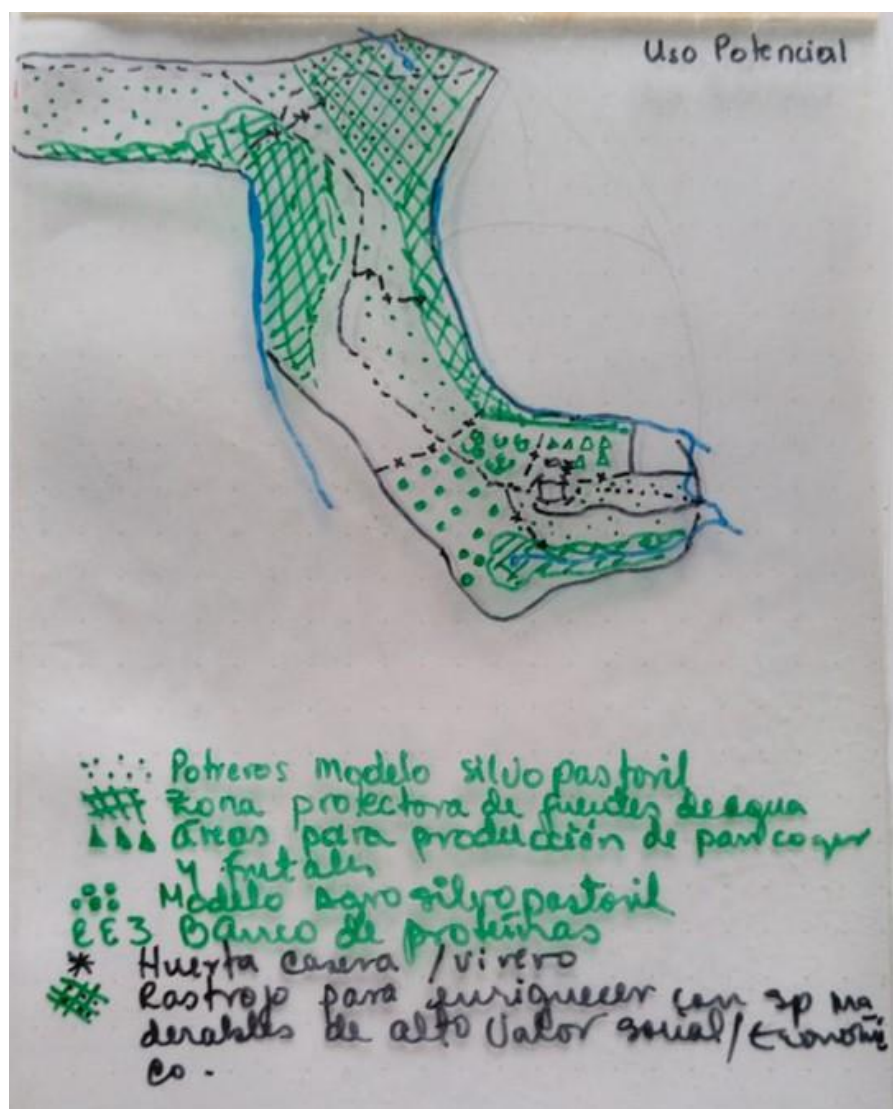 Uso Potencial
Potreros modelo silvopastoril
Zona protectora de fuentes de agua
áreas para producción de pancoger
y frutales
Modelo agrosilvopastoril
Banco de proteínas
Huerta casera / vivero
Rastrojo para enriquecer con sp ma
derables de alto valor social/Económi
co.